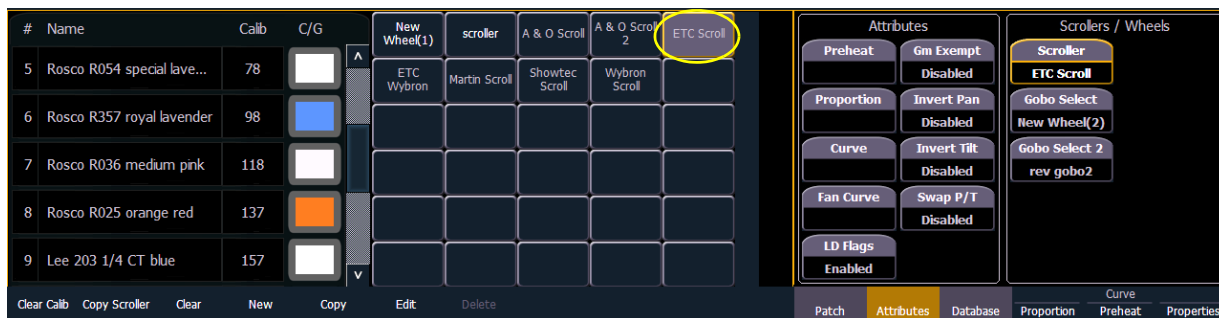 # Name Calib C/G
5 Rosco R054 special lave... 78
6 Rosco R357 royal lavender 98
7 Rosco R036 medium pink 118
8 Rosco R025 orange red 137
9 Lee 203 1/4 CT blue 157
New
Wheel(1)
scroller
A & O Scroll
A & O Scroll
2
ETC Scroll
ETC
Wybron
Martin Scroll
Showtec
Scroll
Wybron
Scroll
Attributes
Preheat
Gm Exempt
Disabled
Proportion
Invert Pan
Disabled
Curve
Invert Tilt
Disabled
Fan Curve
Swap P/T
Disabled
LD Flags
Enabled
Scrollers / Wheels
Scroller
ETC Scroll
Gobo Select
New Wheel(2)
Gobo Select 2
rev gobo2
Clear Calib Copy Scroller Clear New Copy Edit Delete
Patch Attributes Database
Curve
Proportion Preheat Properties